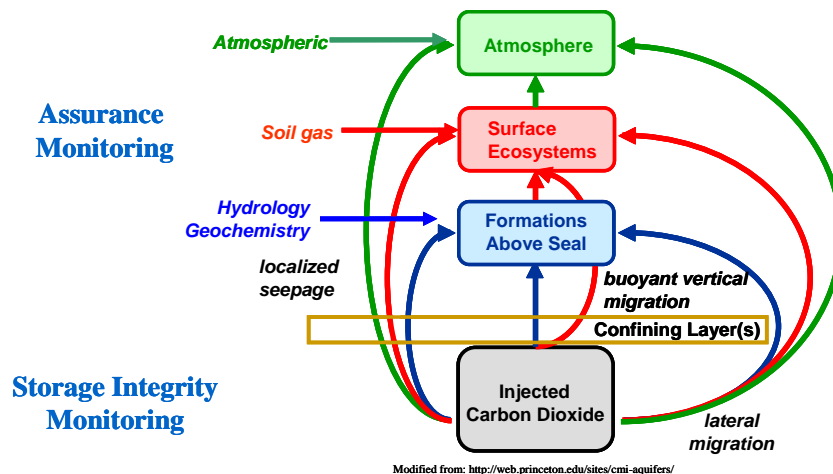 Atmospheric
Atmosphere
Assurance
Monitoring
Soil gas
Surface
Ecosystems
Hydrology
Geochemistry
Formations
Above Seal
localized
seepage
buoyant vertical
migration
Confining Layer(s)
Storage Integrity
Monitoring
Injected
Carbon Dioxide
lateral
migration
Modified from: http://web.princeton.edu/sites/cmi-aquifers/